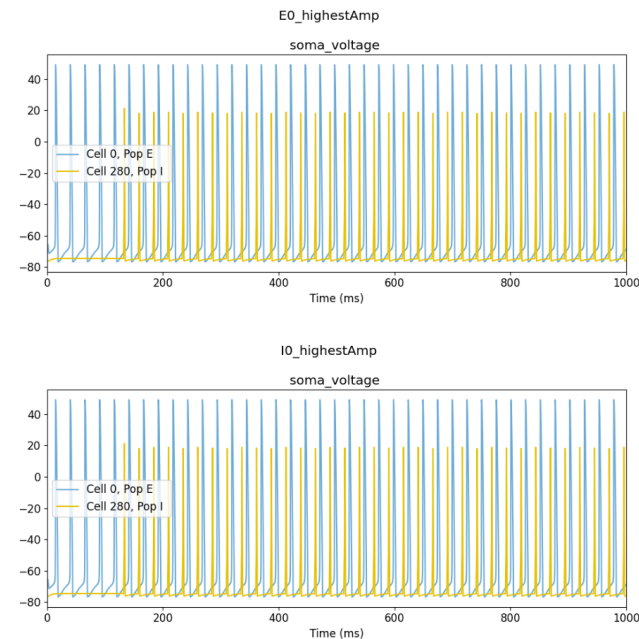 E0_highestAmp
soma_voltage
40
20
0
−20
−40
−60
−80
Cell 0, Pop E
Cell 280, Pop I
0
200
400
600
800
1000
Time (ms)
I0_highestAmp
soma_voltage
40
20
0
−20
−40
−60
−80
Cell 0, Pop E
Cell 280, Pop I
0
200
400
600
800
1000
Time (ms)